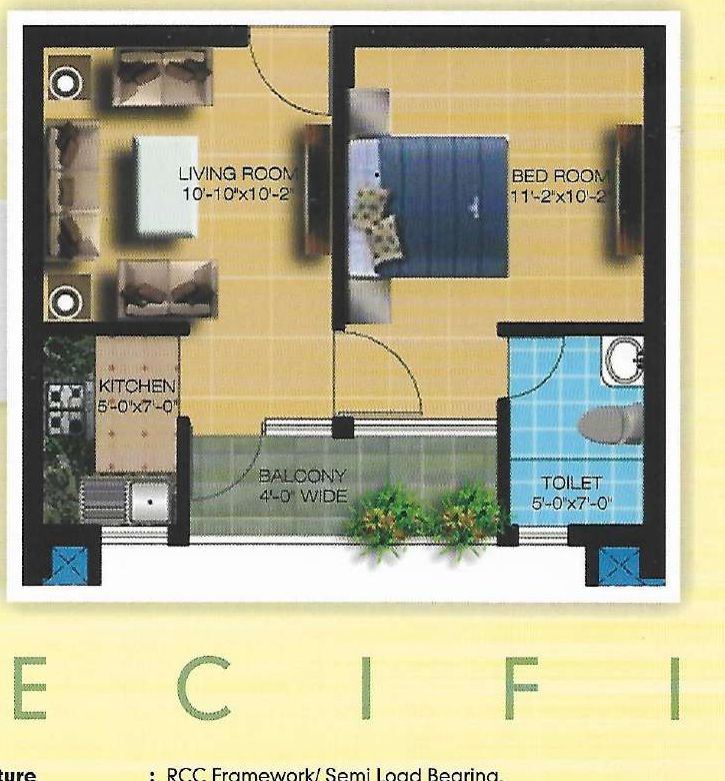 LIVING ROOM
10'-10"x10'-2"
BED ROOM
11'-2"x10'-2
KITCHEN
5'-0"x7'-0"
BALCONY
4'-0" WIDE
TOILET
5'-0"x7'-0"
E C I F I
ture : RCC Framework/ Semi Load Bearing.